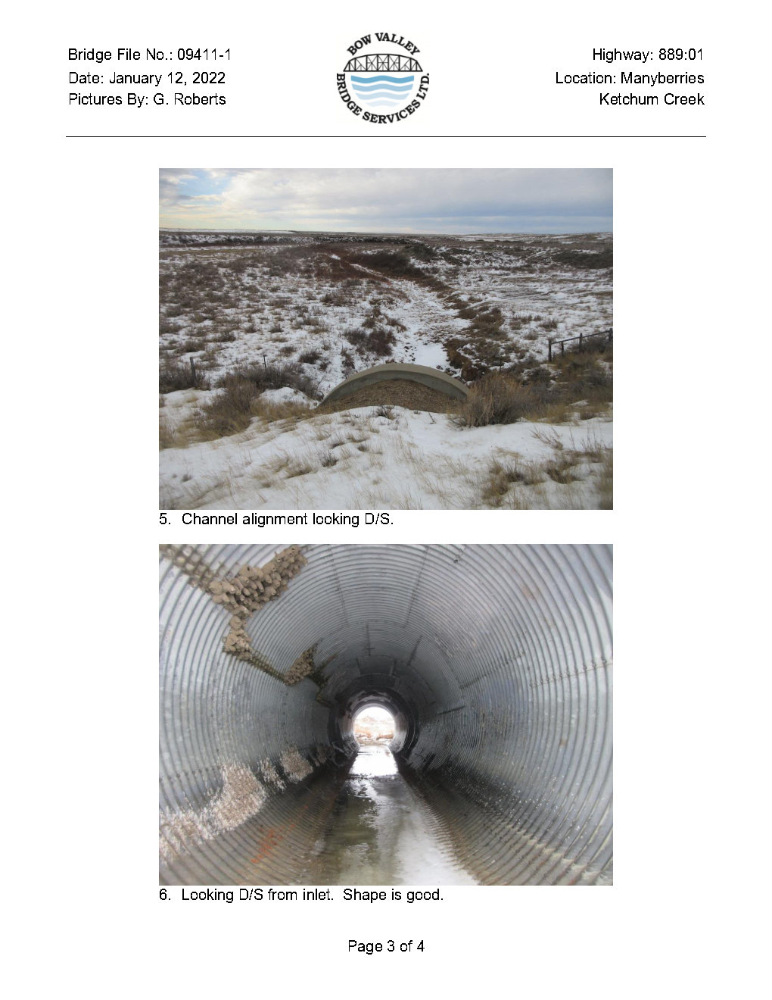 Bridge File No.: 09411-1
Date: January 12, 2022
Pictures By: G. Roberts
BOW VALLEY
BRIDGE SERVICES LTD.
Highway: 889:01
Location: Manyberries
Ketchum Creek
5. Channel alignment looking D/S.
6. Looking D/S from inlet. Shape is good.
Page 3 of 4